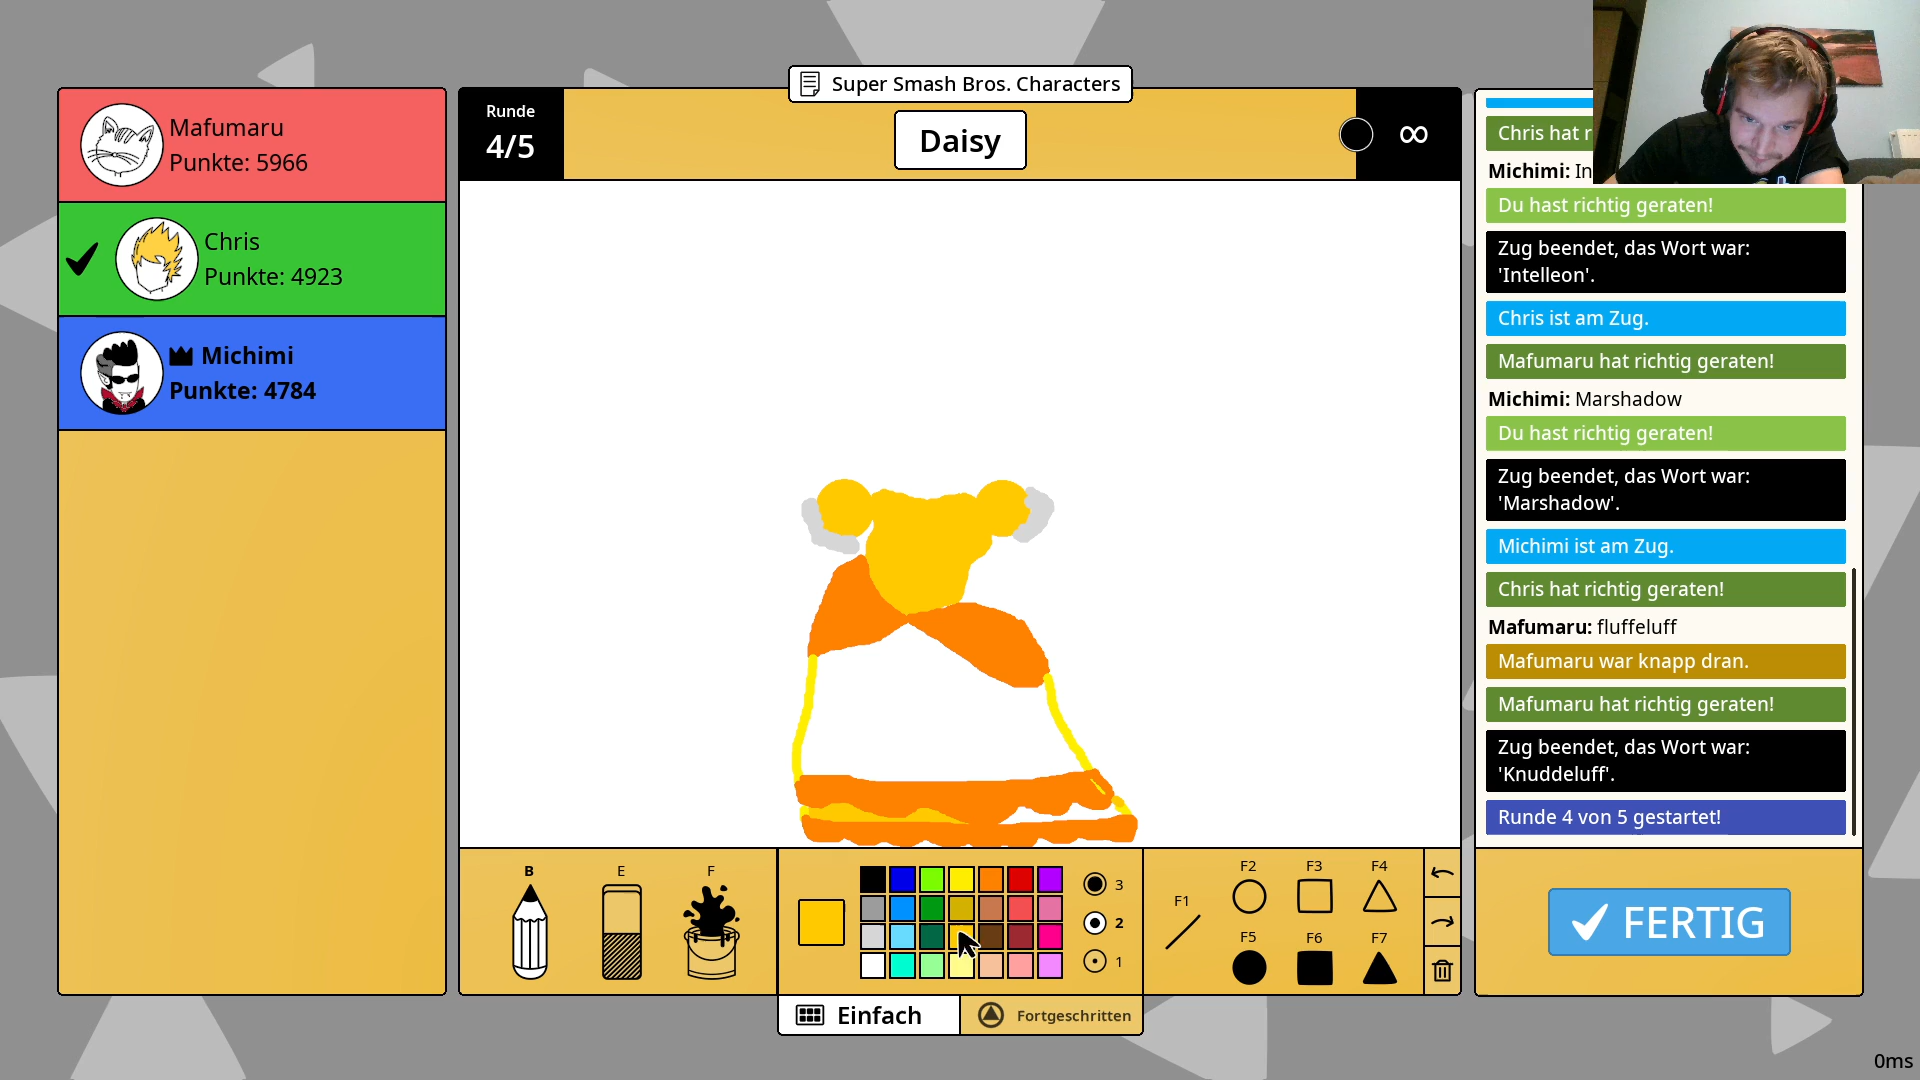 Mafumaru
Punkte: 5966
Chris
Punkte: 4923
Michimi
Punkte: 4784
Runde
4/5
Super Smash Bros. Characters
Daisy
∞
Chris hat r
Michimi: In
Du hast richtig geraten!
Zug beendet, das Wort war:
'Intelleon'.
Chris ist am Zug.
Mafumaru hat richtig geraten!
Michimi: Marshadow
Du hast richtig geraten!
Zug beendet, das Wort war:
'Marshadow'.
Michimi ist am Zug.
Chris hat richtig geraten!
Mafumaru: fluffeluff
Mafumaru war knapp dran.
Mafumaru hat richtig geraten!
Zug beendet, das Wort war:
'Knuddeluff'.
Runde 4 von 5 gestartet!
B
E
F
3
2
1
F1
F2
F3
F4
F5
F6
F7
FERTIG
Einfach
Fortgeschritten
0ms